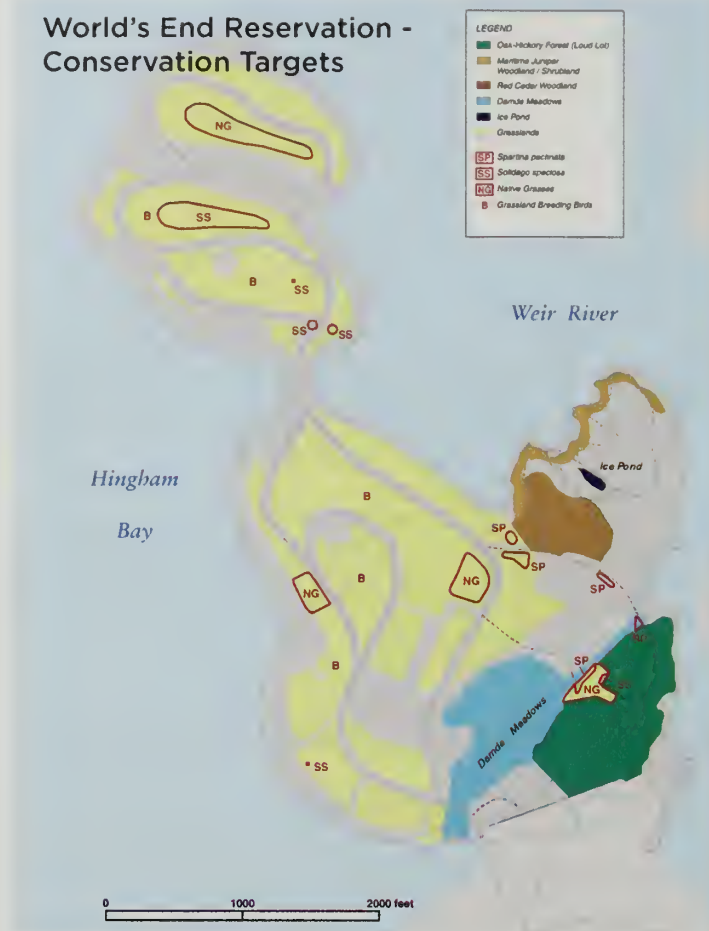 World's End Reservation -
Conservation Targets
LEGEND
Oak-Hickory Forest (Loud Lot)
Maritime Juniper
Woodland / Shrubland
Red Cedar Woodland
Damde Meadows
Ice Pond
Grasslands
SP Spartina pectinata
SS Solidago speciosa
NG Native Grasses
B Grassland Breeding Birds
NG
B
SS
B
SS
SS
SS
Weir River
Hingham
Bay
Ice Pond
B
SP
SP
B
NG
NG
SP
B
SP
NG
SS
Damde Meadows
SS
0
1000
2000 feet